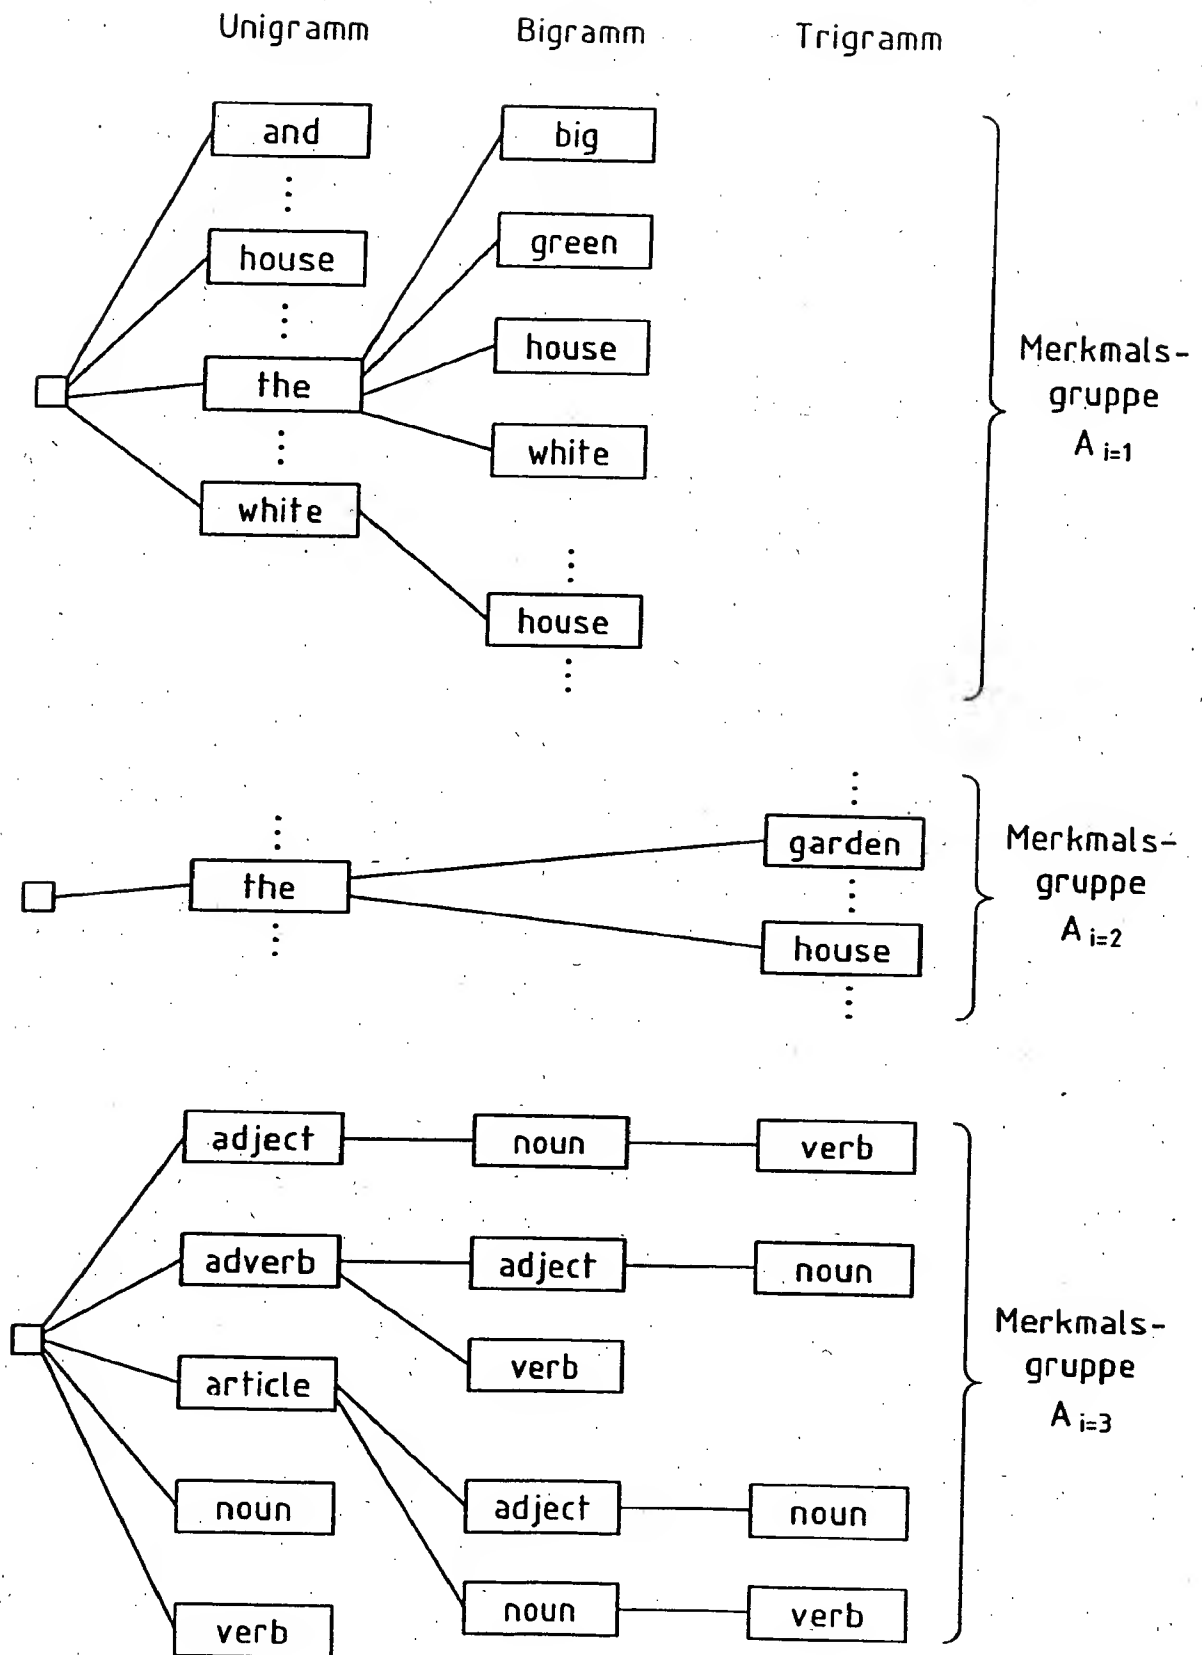 Unigramm Bigramm Trigramm
and big
green
house
house
the
Merkmals-
gruppe
A i=1
white
white
house
garden
Merkmals-
gruppe
A i=2
the
house
adject noun verb
adverb adject noun
verb
article
Merkmals-
gruppe
A i=3
noun adject noun
noun verb
verb